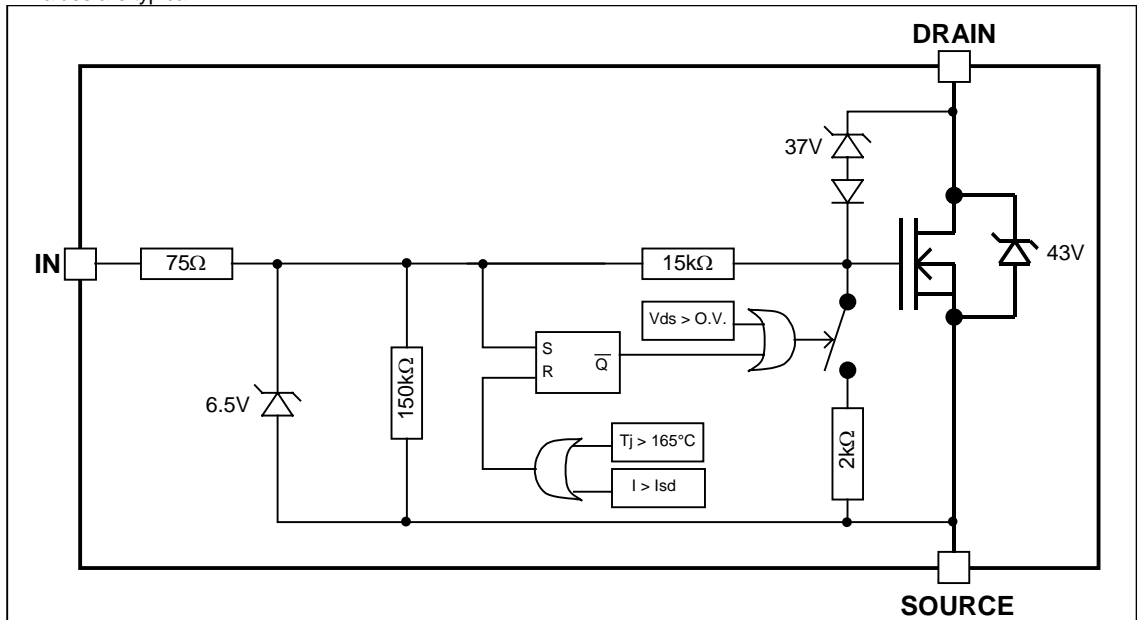 DRAIN
37V
IN
75Ω
15kΩ
43V
Vds > O.V.
S
R
Q
150kΩ
6.5V
Tj > 165°C
I > Isd
2kΩ
SOURCE